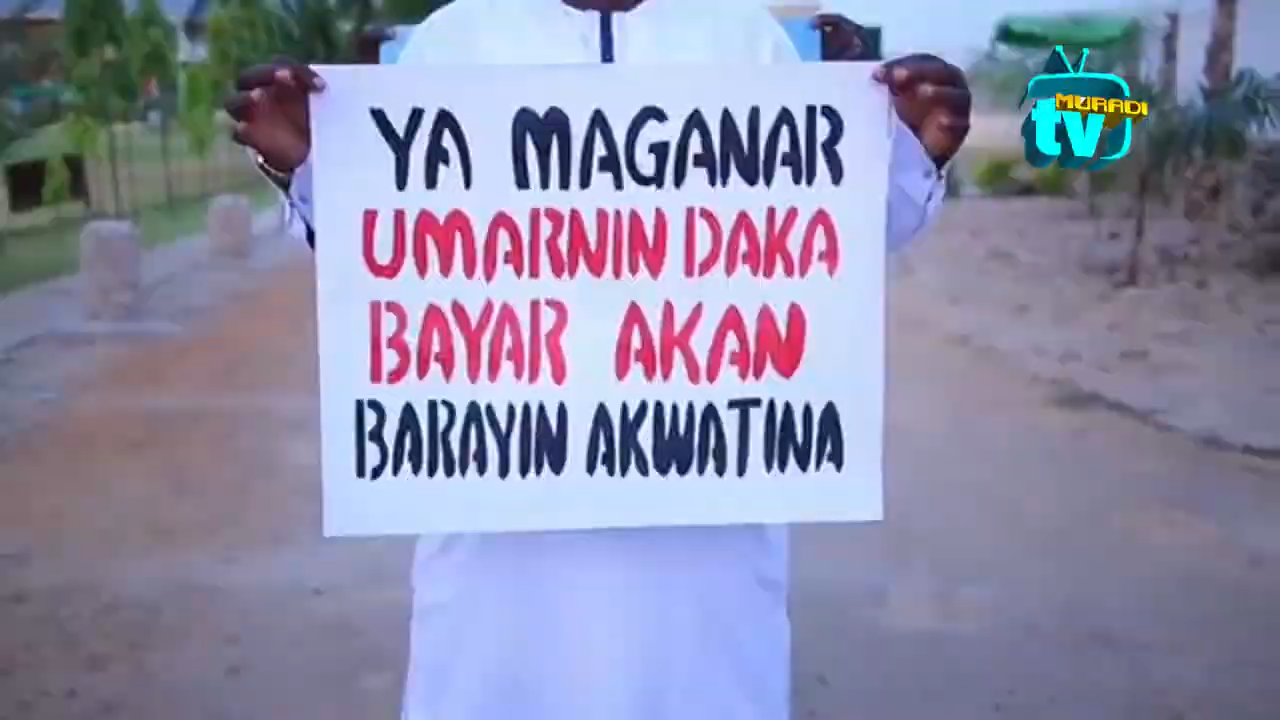 YA MAGANAR
UMARNIN DAKA
BAYAR AKAN
BARAYIN AKWATINA
MURADI
tv